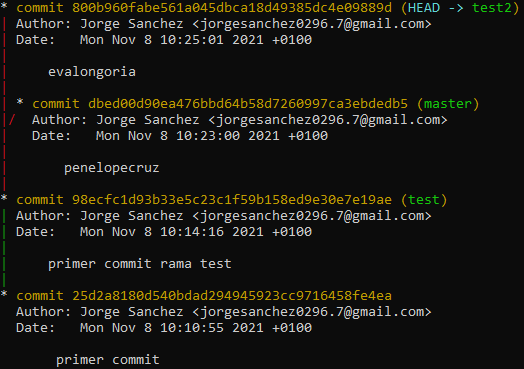 * commit 800b960fabe561a045dbca18d49385dc4e09889d (HEAD -> test2)
| Author: Jorge Sanchez <jorgesanchez0296.7@gmail.com>
| Date:   Mon Nov 8 10:25:01 2021 +0100
|
|     evalongoria
|
| * commit dbed00d90ea476bbd64b58d7260997ca3ebdedb5 (master)
|/  Author: Jorge Sanchez <jorgesanchez0296.7@gmail.com>
|   Date:   Mon Nov 8 10:23:00 2021 +0100
|
|       penelopecruz
|
* commit 98ecfc1d93b33e5c23c1f59b158ed9e30e7e19ae (test)
| Author: Jorge Sanchez <jorgesanchez0296.7@gmail.com>
| Date:   Mon Nov 8 10:14:16 2021 +0100
|
|     primer commit rama test
|
* commit 25d2a8180d540bdad294945923cc9716458fe4ea
  Author: Jorge Sanchez <jorgesanchez0296.7@gmail.com>
  Date:   Mon Nov 8 10:10:55 2021 +0100

       primer commit